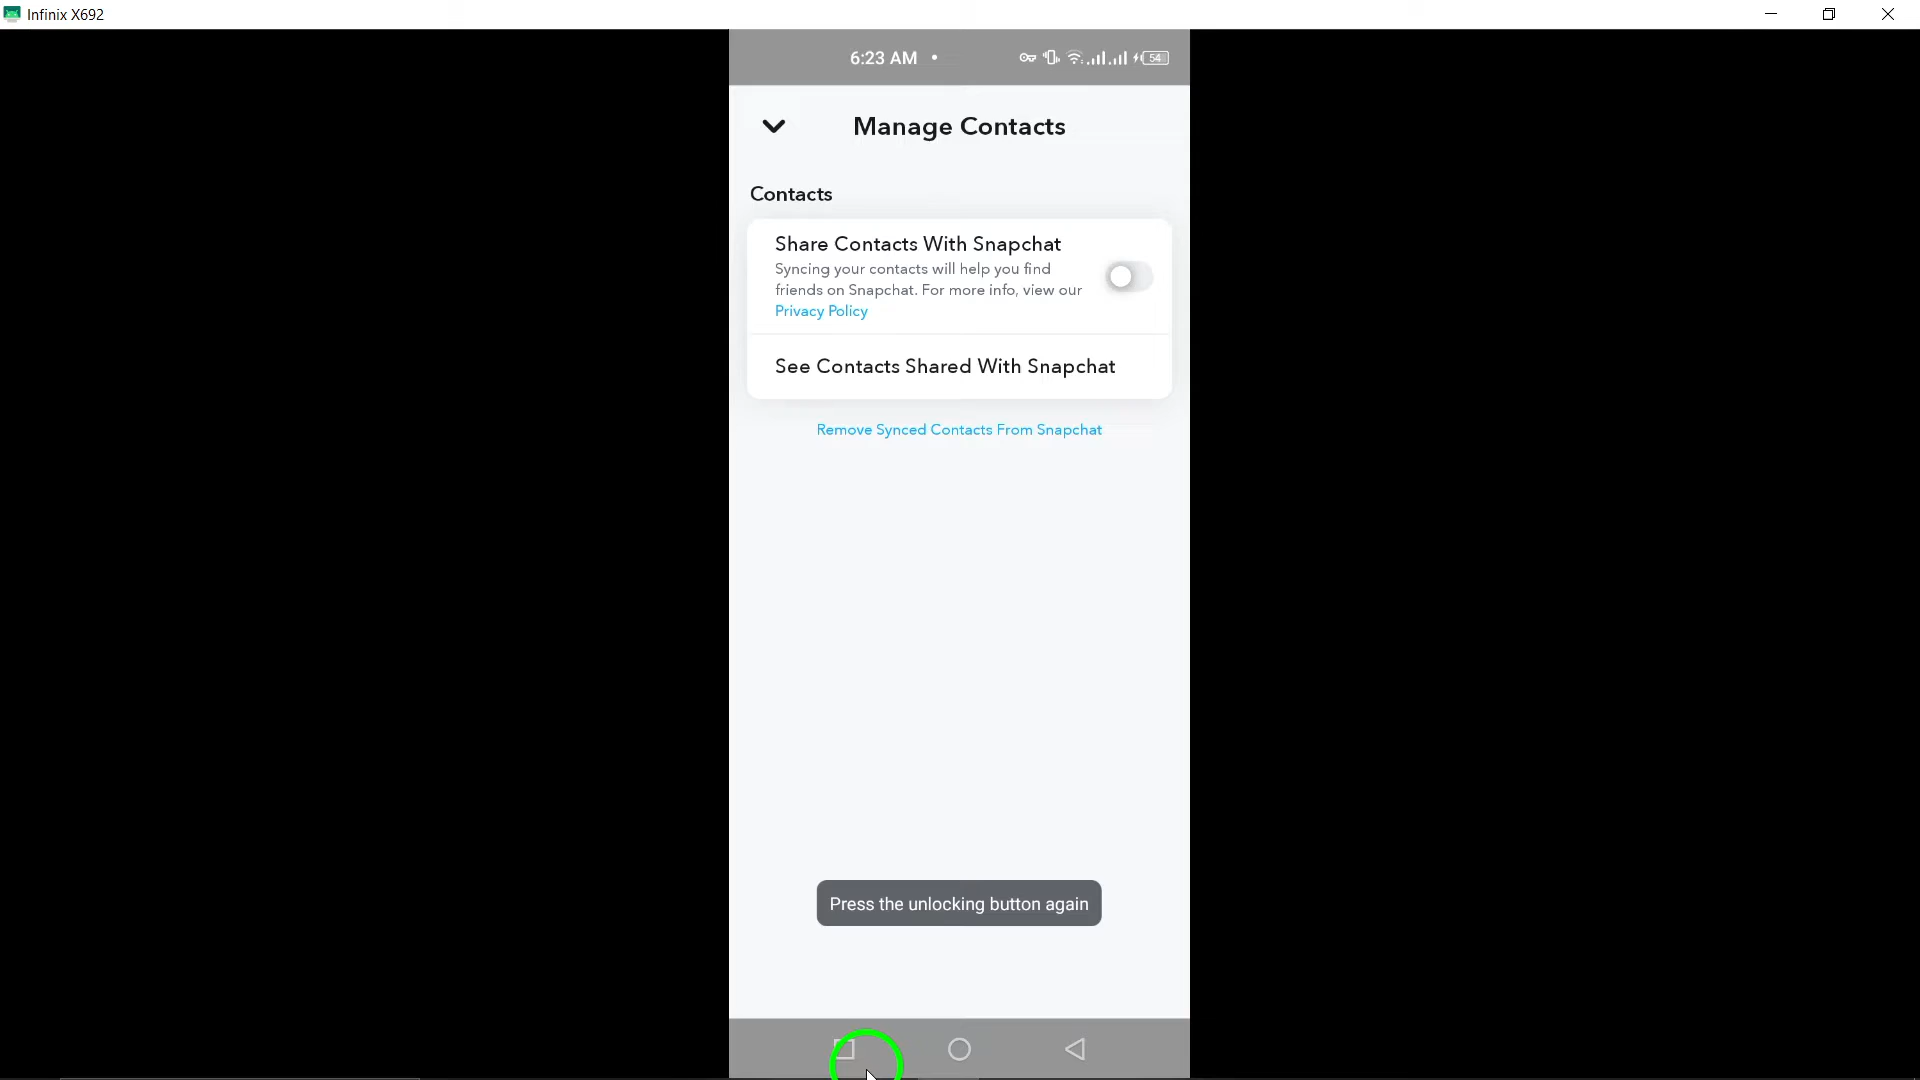 Infinix X692
6:23 AM
54
Manage Contacts
Contacts
Share Contacts With Snapchat
Syncing your contacts will help you find
friends on Snapchat. For more info, view our
Privacy Policy
See Contacts Shared With Snapchat
Remove Synced Contacts From Snapchat
Press the unlocking button again